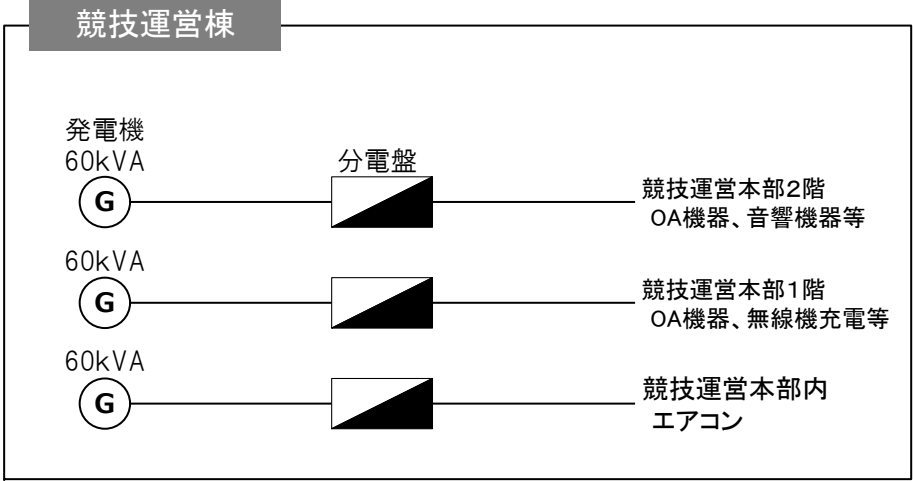 競技運営棟
発電機
60kVA
分電盤
G
競技運営本部2階
OA機器、音響機器等
60kVA
G
競技運営本部1階
OA機器、無線機充電等
60kVA
G
競技運営本部内
エアコン